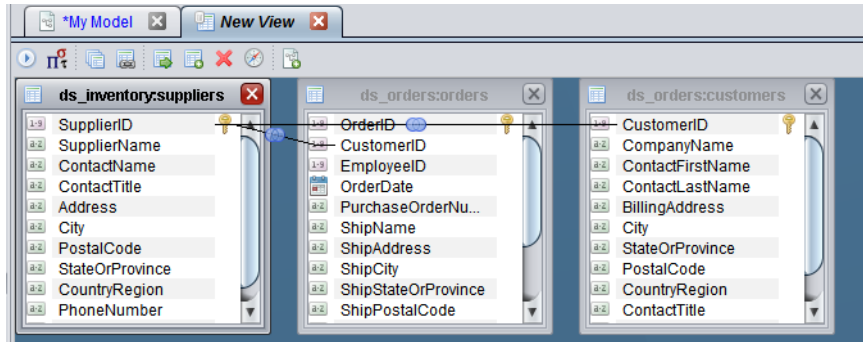 *My Model New View
ds_inventory:suppliers
SupplierID
SupplierName
ContactName
ContactTitle
Address
City
PostalCode
StateOrProvince
CountryRegion
PhoneNumber
ds_orders:orders
OrderID
CustomerID
EmployeeID
OrderDate
PurchaseOrderNu...
ShipName
ShipAddress
ShipCity
ShipStateOrProvince
ShipPostalCode
ds_orders:customers
CustomerID
CompanyName
ContactFirstName
ContactLastName
BillingAddress
City
StateOrProvince
PostalCode
CountryRegion
ContactTitle